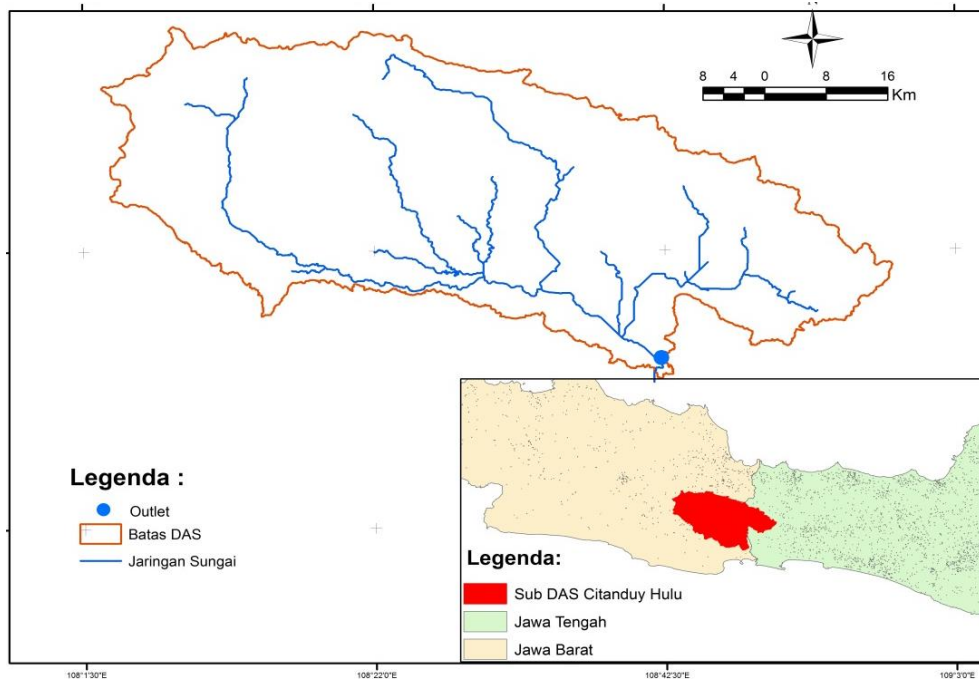 8 4 0 8 16
Km
Legenda :
Outlet
Batas DAS
Jaringan Sungai
Legenda:
Sub DAS Citanduy Hulu
Jawa Tengah
Jawa Barat
108°1'30"E 108°22'0"E 108°42'30"E 109°3'0"E